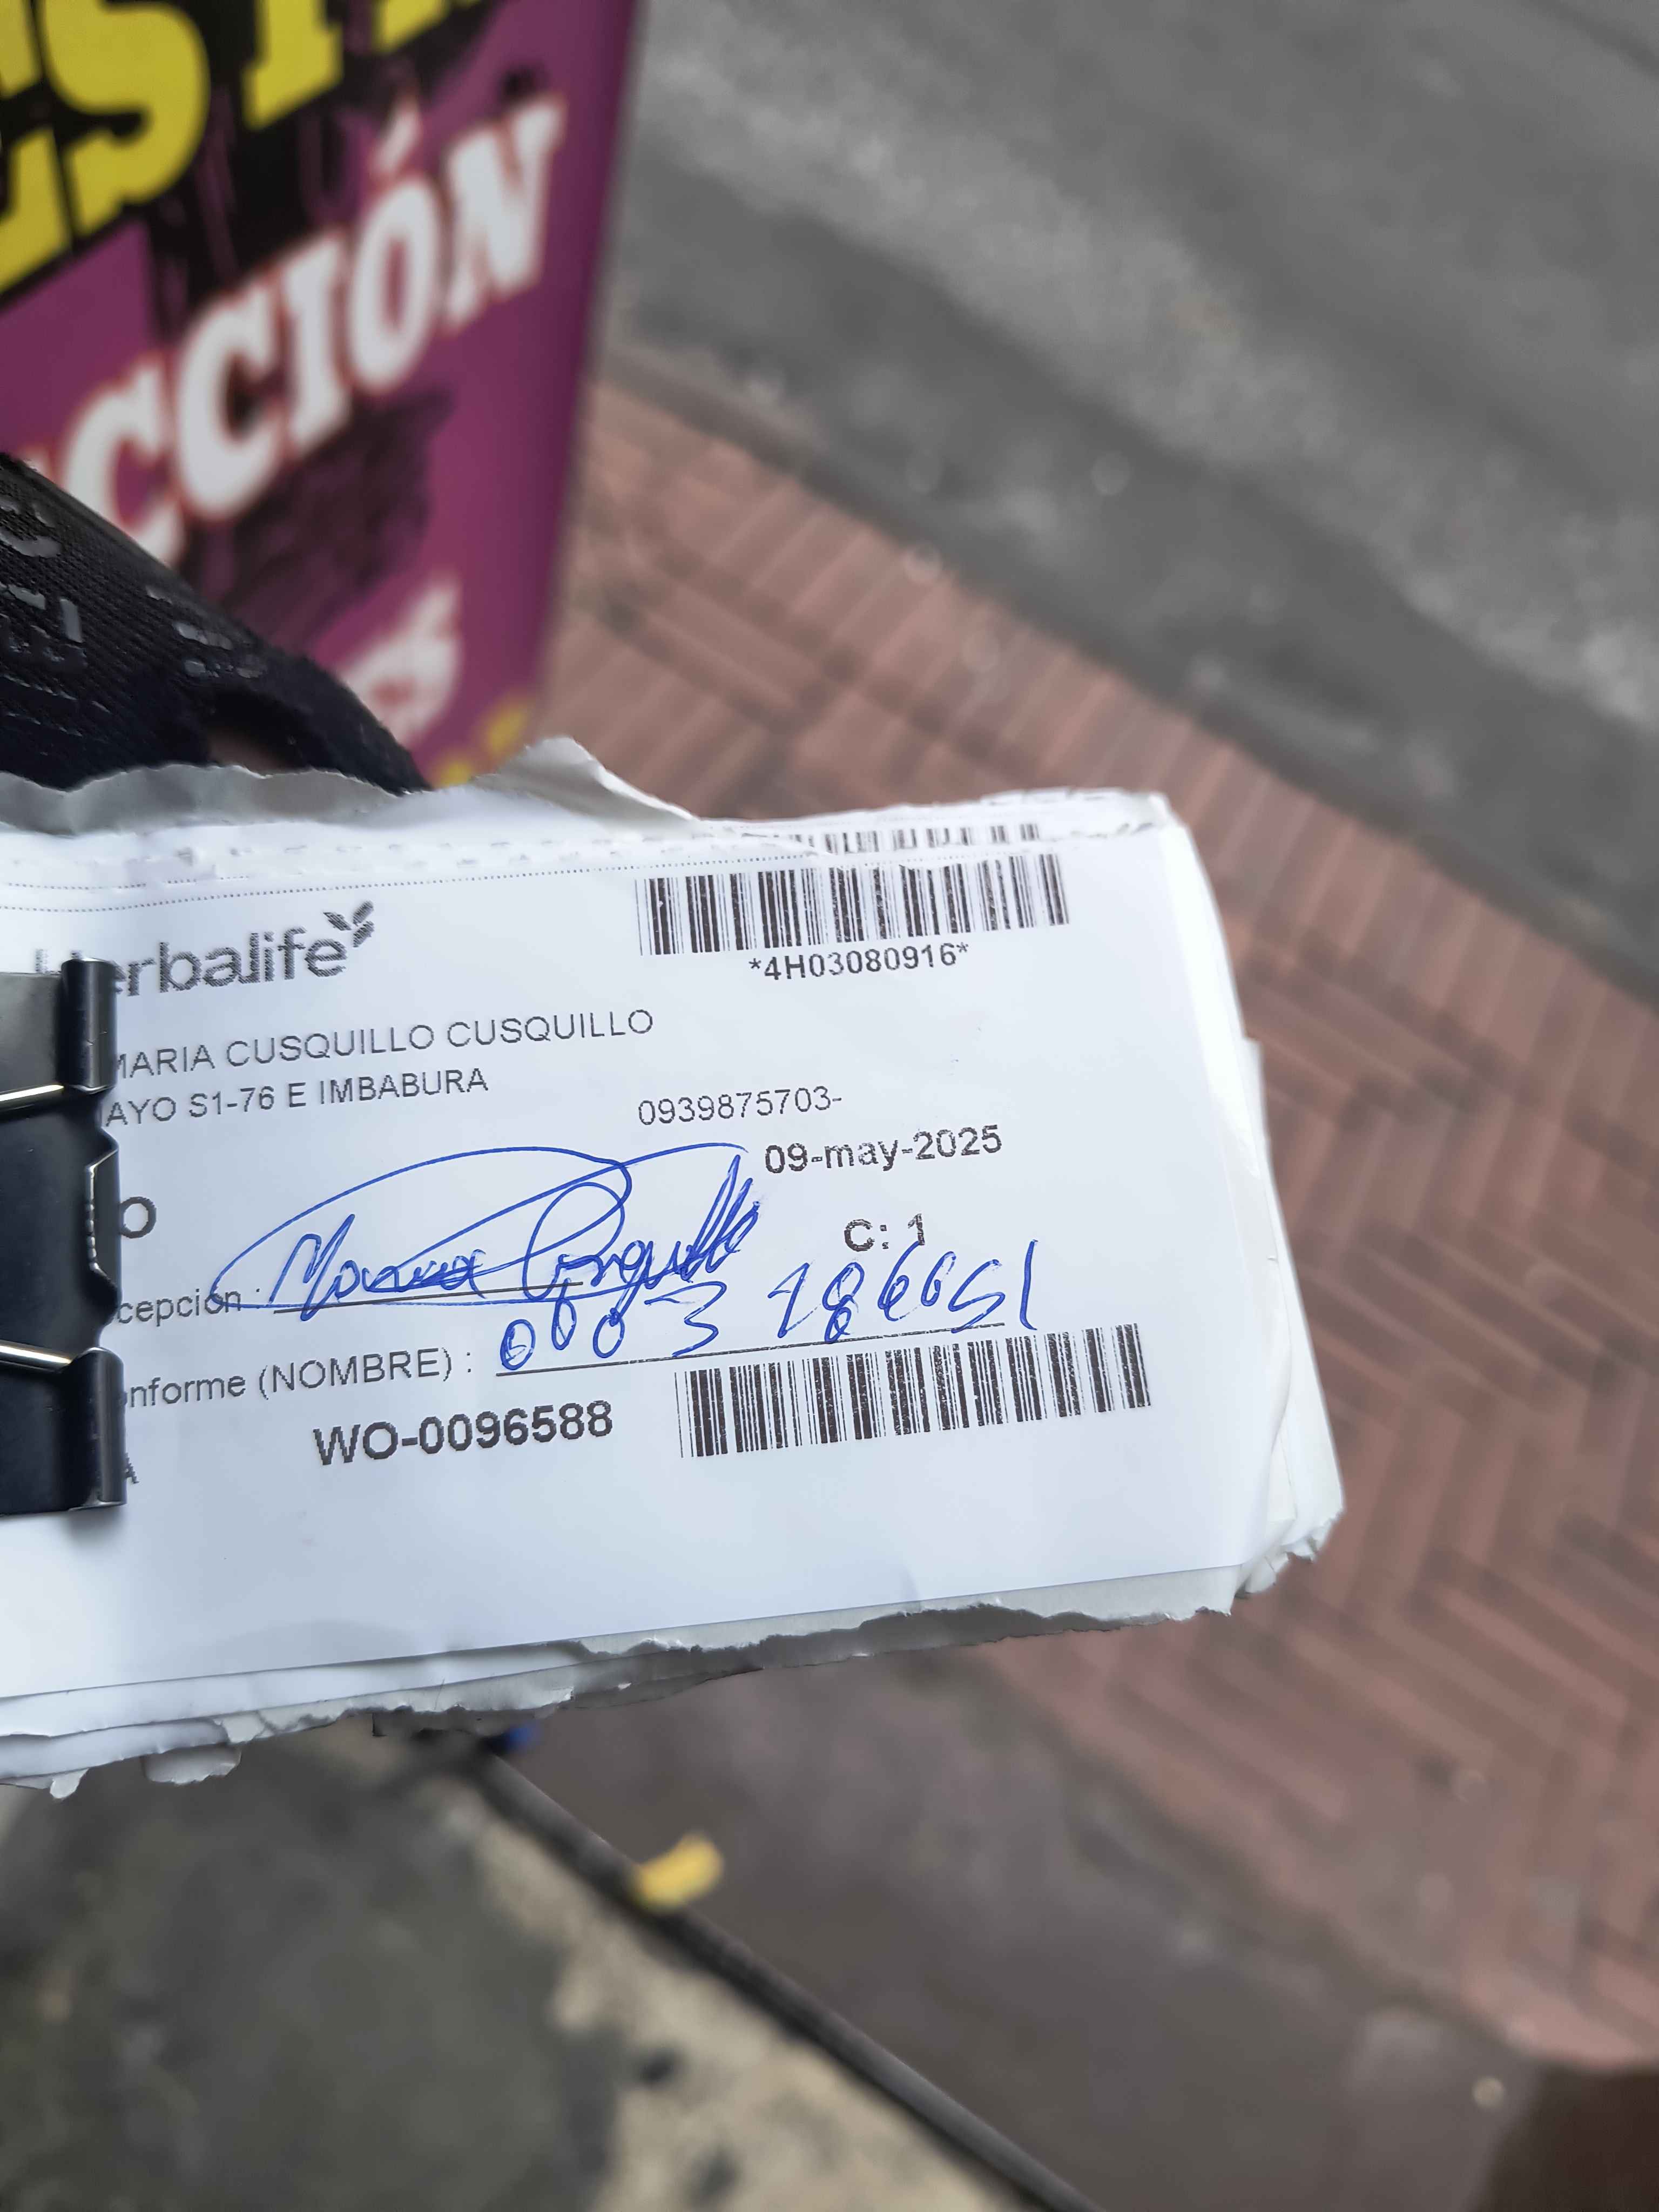 CCIÓN
Herbalife
*4H03080916*
MARIA CUSQUILLO CUSQUILLO
AYO S1-76 E IMBABURA
0939875703-
09-may-2025
O
C: 1
cepción :
onforme (NOMBRE) :
WO-0096588
A